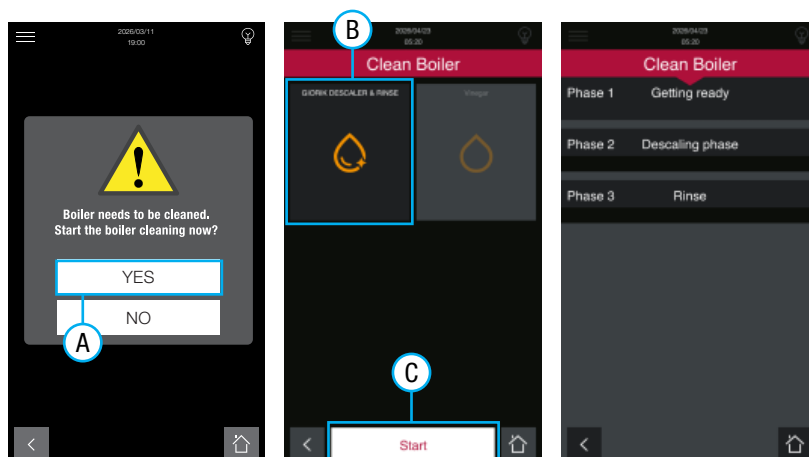 2026/03/11
19:00
Boiler needs to be cleaned.
Start the boiler cleaning now?
YES
NO
A
B
2026/04/23
05:20
Clean Boiler
GIORIK DESCALER & RINSE
Vinegar
C
Start
2026/04/23
05:20
Clean Boiler
Phase 1 Getting ready
Phase 2 Descaling phase
Phase 3 Rinse